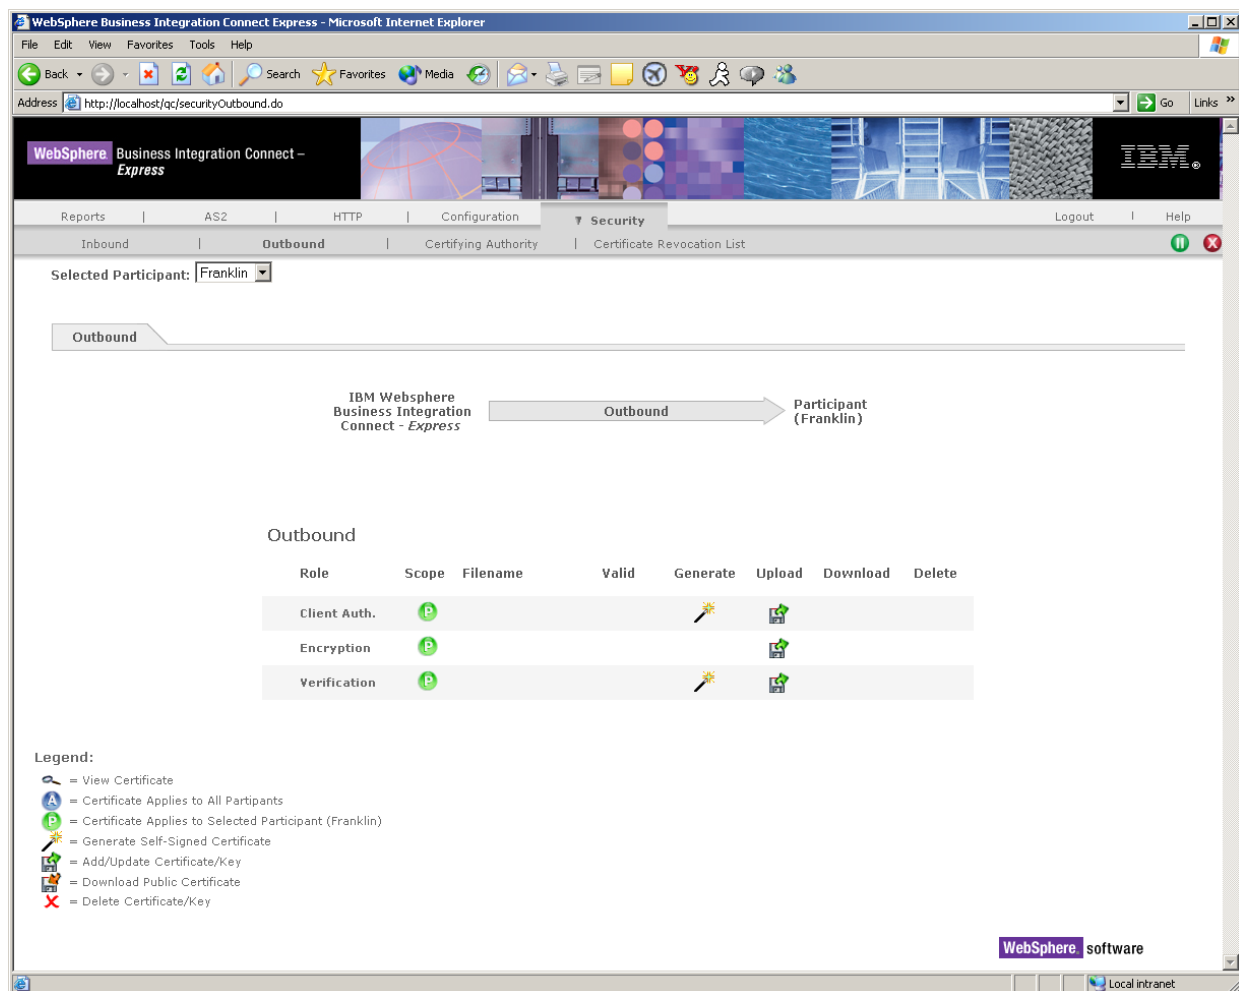 WebSphere Business Integration Connect Express - Microsoft Internet Explorer
File Edit View Favorites Tools Help
Back Search Favorites Media
Address http://localhost/qc/securityOutbound.do Go Links »
WebSphere. Business Integration Connect –
Express
IBM®
Reports | AS2 | HTTP | Configuration Security Logout | Help
Inbound | Outbound | Certifying Authority | Certificate Revocation List
Selected Participant: Franklin
Outbound
IBM Websphere
Business Integration
Connect - Express
Outbound
Participant
(Franklin)
Outbound
Role Scope Filename Valid Generate Upload Download Delete
Client Auth. P
Encryption P
Verification P
Legend:
= View Certificate
A = Certificate Applies to All Partipants
P = Certificate Applies to Selected Participant (Franklin)
= Generate Self-Signed Certificate
= Add/Update Certificate/Key
= Download Public Certificate
= Delete Certificate/Key
WebSphere. software
Local intranet